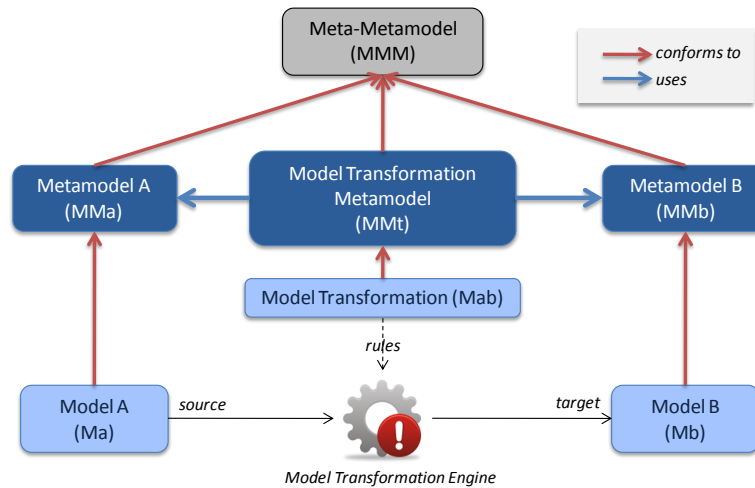 Meta-Metamodel
(MMM)
conforms to
uses
Metamodel A
(MMa)
Model Transformation
Metamodel
(MMt)
Metamodel B
(MMb)
Model Transformation (Mab)
rules
Model A
(Ma)
source
target
Model B
(Mb)
Model Transformation Engine